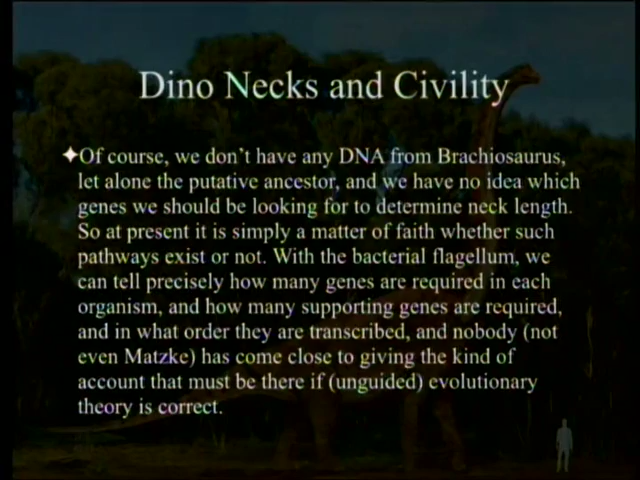 Dino Necks and Civility
✦Of course, we don't have any DNA from Brachiosaurus,
let alone the putative ancestor, and we have no idea which
genes we should be looking for to determine neck length.
So at present it is simply a matter of faith whether such
pathways exist or not. With the bacterial flagellum, we
can tell precisely how many genes are required in each
organism, and how many supporting genes are required,
and in what order they are transcribed, and nobody (not
even Matzke) has come close to giving the kind of
account that must be there if (unguided) evolutionary
theory is correct.